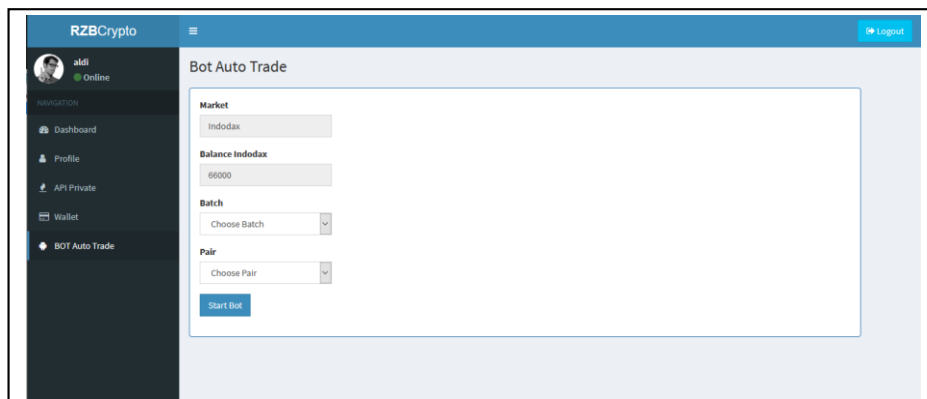 RZBCrypto
Logout
aldi
Online
Bot Auto Trade
NAVIGATION
Dashboard
Profile
API Private
Wallet
BOT Auto Trade
Market
Indodax
Balance Indodax
66000
Batch
Choose Batch
Pair
Choose Pair
Start Bot